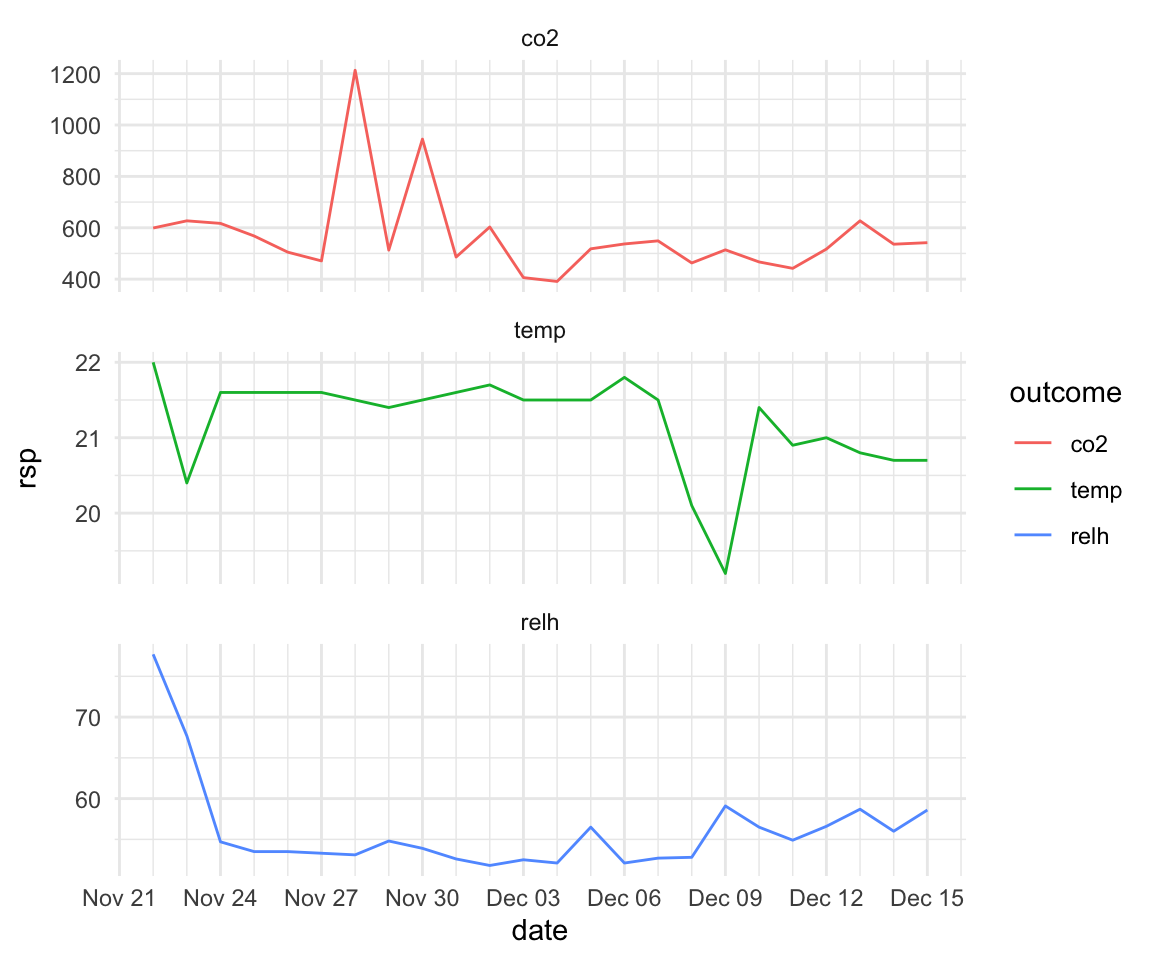 co2
1200
1000
800
600
400
temp
22
21
20
rsp
relh
70
60
Nov 21 Nov 24 Nov 27 Nov 30 Dec 03 Dec 06 Dec 09 Dec 12 Dec 15
date
outcome
co2
temp
relh